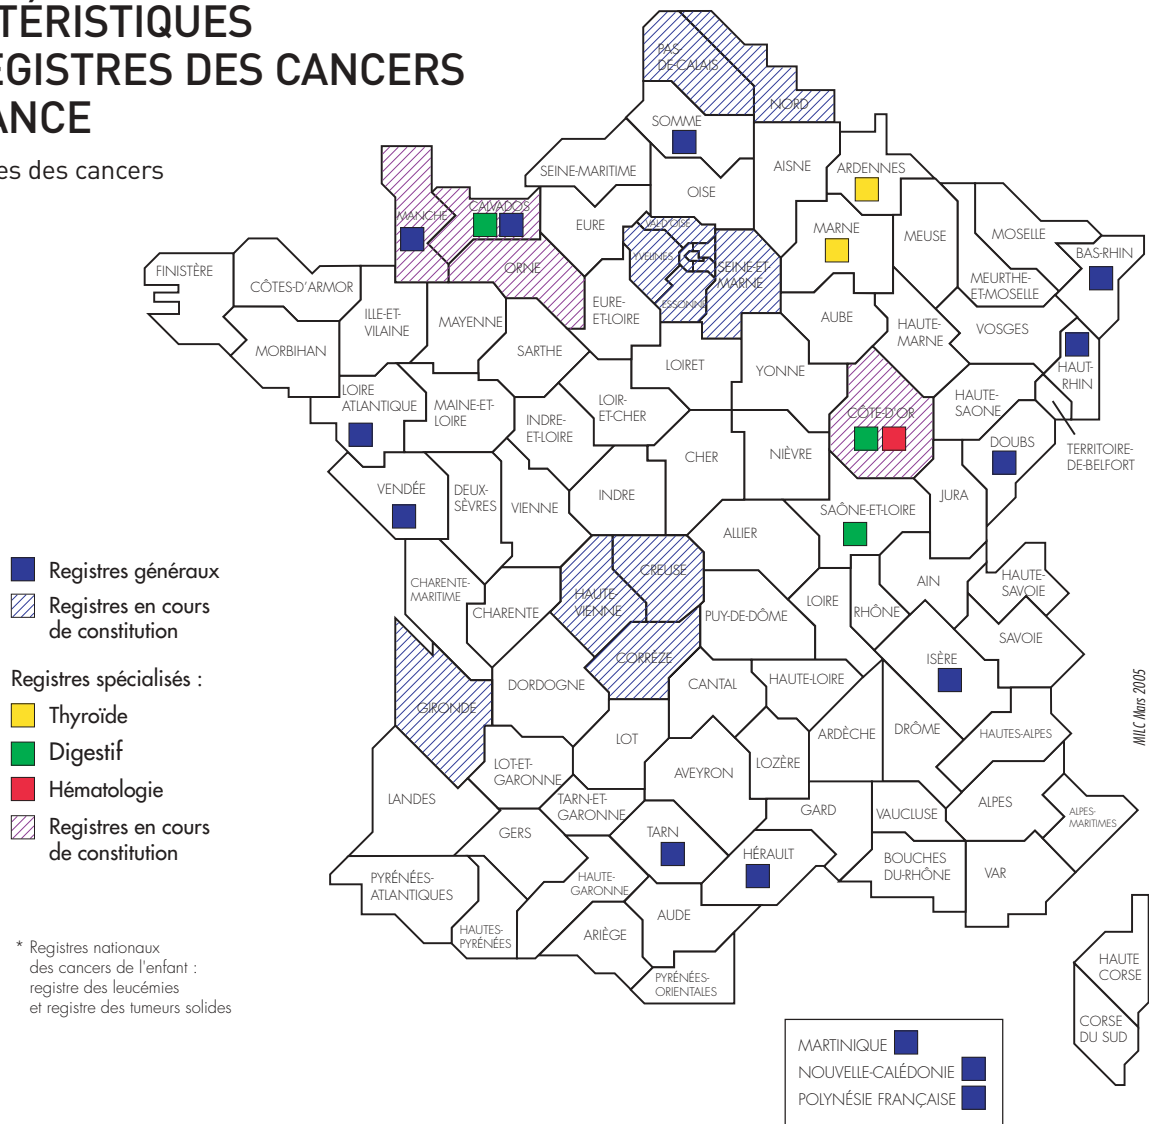 TÉRISTIQUES
EGISTRES DES CANCERS
ANCE
es des cancers
PAS-
DE-CALAIS
NORD
SOMME
SEINE-MARITIME
OISE
AISNE
ARDENNES
MANCHE
CALVADOS
EURE
VAL-D'OISE
YVELINES
ESSONNE
SEINE-ET-
MARNE
MARNE
MEUSE
MOSELLE
MEURTHE-
ET-MOSELLE
BAS-RHIN
FINISTÈRE
CÔTES-D'ARMOR
ILLE-ET-
VILAINE
MORBIHAN
ORNE
MAYENNE
SARTHE
EURE-
ET-LOIRE
AUBE
HAUTE-
MARNE
VOSGES
HAUT-
RHIN
LOIRET
YONNE
LOIRE
ATLANTIQUE
MAINE-ET-
LOIRE
INDRE-
ET-LOIRE
LOIR-
ET-CHER
CÔTE-D'OR
HAUTE-
SAONE
DOUBS
TERRITOIRE-
DE-BELFORT
CHER
NIÈVRE
VENDÉE
DEUX-
SÈVRES
VIENNE
INDRE
ALLIER
SAÔNE-ET-LOIRE
JURA
CHARENTE-
MARITIME
CHARENTE
HAUTE-
VIENNE
CREUSE
PUY-DE-DÔME
LOIRE
RHÔNE
AIN
HAUTE-
SAVOIE
SAVOIE
ISÈRE
CORRÈZE
GIRONDE
DORDOGNE
CANTAL
HAUTE-LOIRE
ARDÈCHE
DRÔME
HAUTES-ALPES
LOT
LOT-ET-
GARONNE
AVEYRON
LOZÈRE
LANDES
TARN-ET-
GARONNE
GERS
TARN
GARD
VAUCLUSE
ALPES
ALPES-
MARITIMES
HÉRAULT
BOUCHES
DU-RHÔNE
VAR
PYRÉNÉES-
ATLANTIQUES
HAUTES-
PYRÉNÉES
HAUTE-
GARONNE
ARIÈGE
AUDE
PYRÉNÉES-
ORIENTALES
HAUTE
CORSE
CORSE
DU SUD
Registres généraux
Registres en cours
de constitution
Registres spécialisés :
Thyroïde
Digestif
Hématologie
Registres en cours
de constitution
* Registres nationaux
des cancers de l'enfant :
registre des leucémies
et registre des tumeurs solides
MARTINIQUE
NOUVELLE-CALÉDONIE
POLYNÉSIE FRANÇAISE
MILC Mars 2005